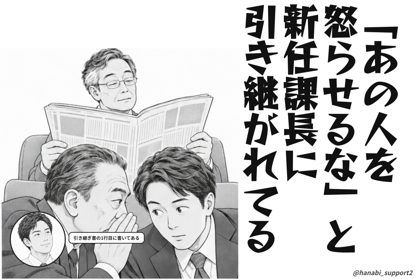 「あの人を
怒らせるな」と
新任課長に
引き継がれてる
引き継ぎ書の1行目に書いてある
@hanabi_support2